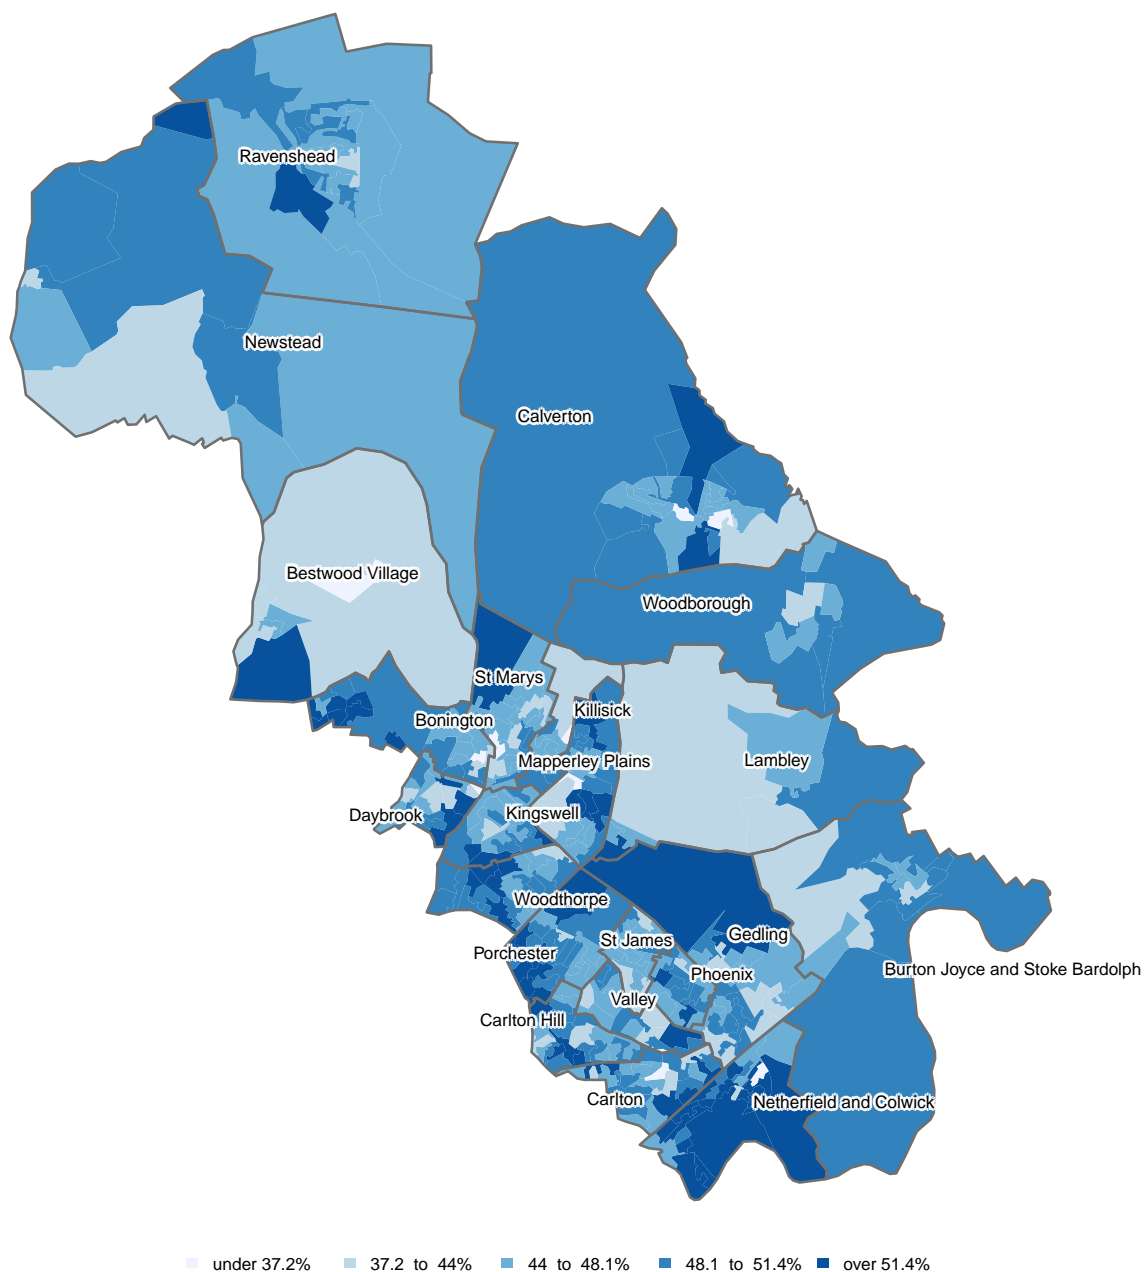 Ravenshead
Newstead
Calverton
Bestwood Village
Woodborough
St Marys
Killisick
Bonington
Mapperley Plains
Lambley
Daybrook
Kingswell
Woodthorpe
Gedling
St James
Porchester
Burton Joyce and Stoke Bardolph
Phoenix
Valley
Carlton Hill
Carlton
Netherfield and Colwick
under 37.2% 37.2 to 44% 44 to 48.1% 48.1 to 51.4% over 51.4%